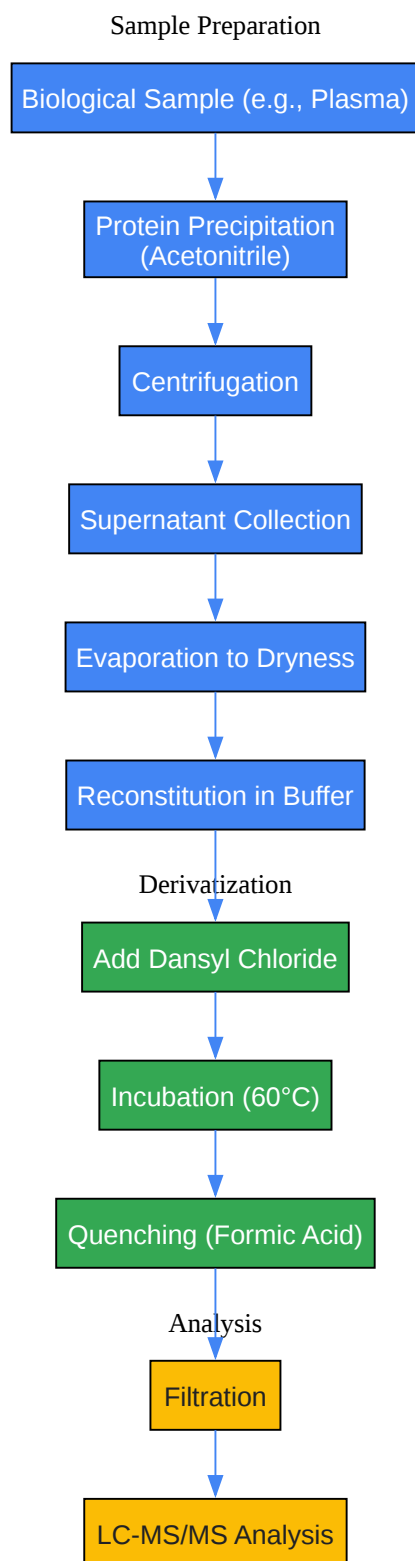 Sample Preparation
Biological Sample (e.g., Plasma)
Protein Precipitation
(Acetonitrile)
Centrifugation
Supernatant Collection
Evaporation to Dryness
Reconstitution in Buffer
Derivatization
Add Dansyl Chloride
Incubation (60°C)
Quenching (Formic Acid)
Analysis
Filtration
LC-MS/MS Analysis